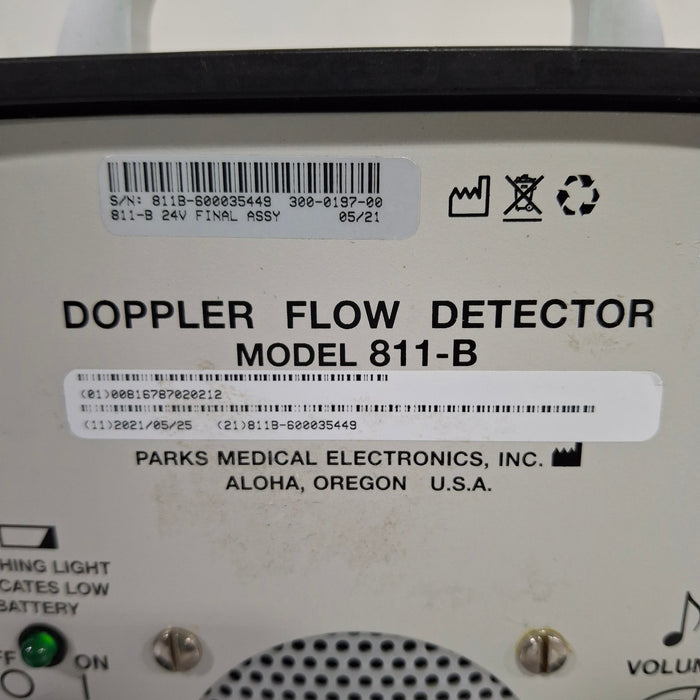 S/N: 811B-600035449 300-0197-00
811-B 24V FINAL ASSY 05/21
DOPPLER FLOW DETECTOR
MODEL 811-B
(01)00816787020212
(11)2021/05/25 (21)811B-600035449
PARKS MEDICAL ELECTRONICS, INC.
ALOHA, OREGON U.S.A.
HING LIGHT
CATES LOW
BATTERY
FF ON
VOLUM